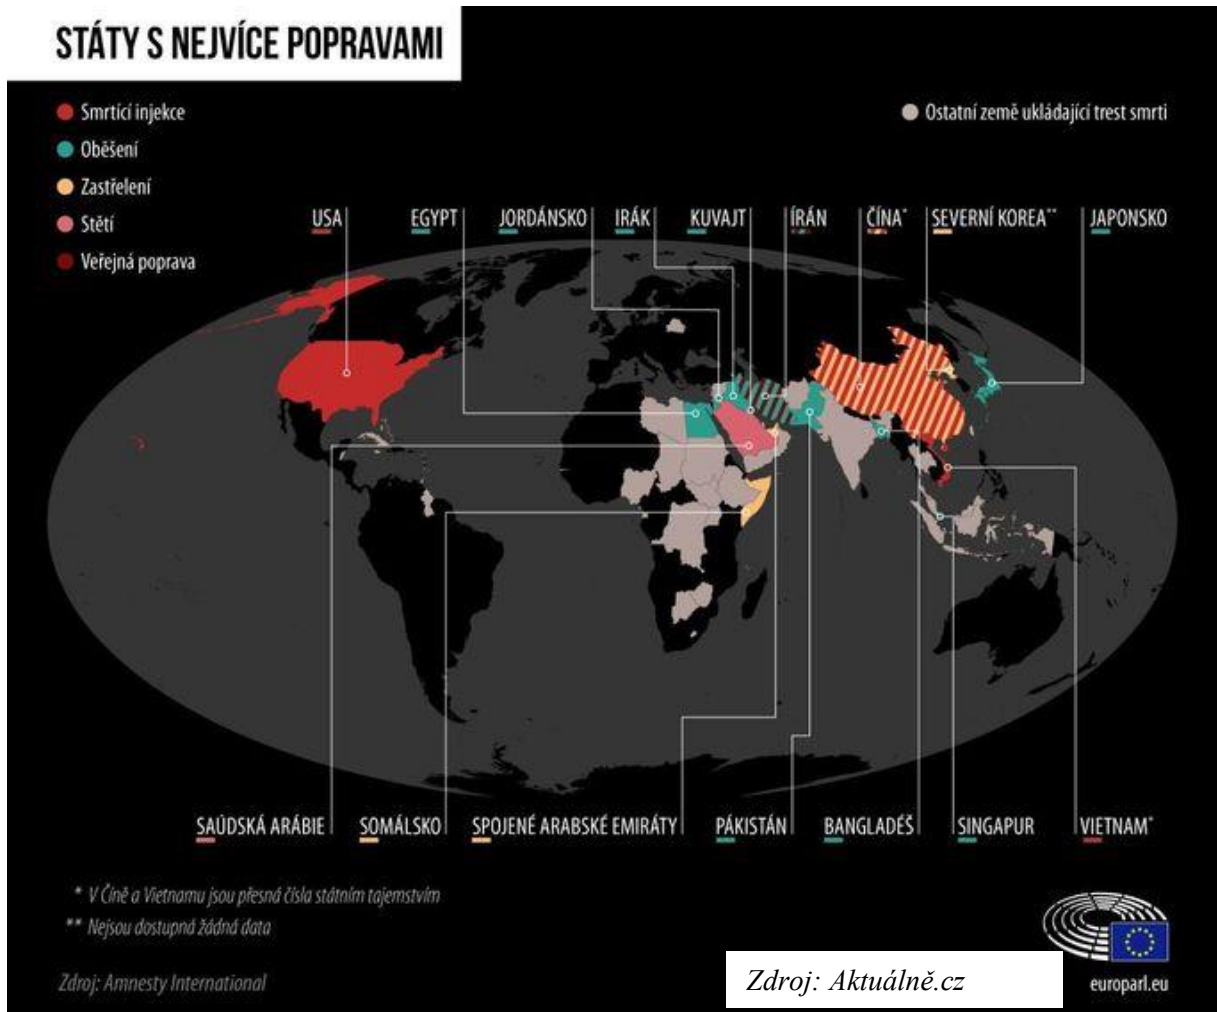 STÁTY S NEJVÍCE POPRAVAMI
Smrtící injekce
Oběšení
Zastřelení
Stětí
Veřejná poprava
Ostatní země ukládající trest smrti
USA
EGYPT
JORDÁNSKO
IRÁK
KUVAJT
ÍRÁN
ČÍNA*
SEVERNÍ KOREA**
JAPONSKO
SAÚDSKÁ ARÁBIE
SOMÁLSKO
SPOJENÉ ARABSKÉ EMIRÁTY
PÁKISTÁN
BANGLADÉŠ
SINGAPUR
VIETNAM*
* V Číně a Vietnamu jsou přesná čísla státním tajemstvím
** Nejsou dostupná žádná data
Zdroj: Amnesty International
Zdroj: Aktuálně.cz
europarl.eu